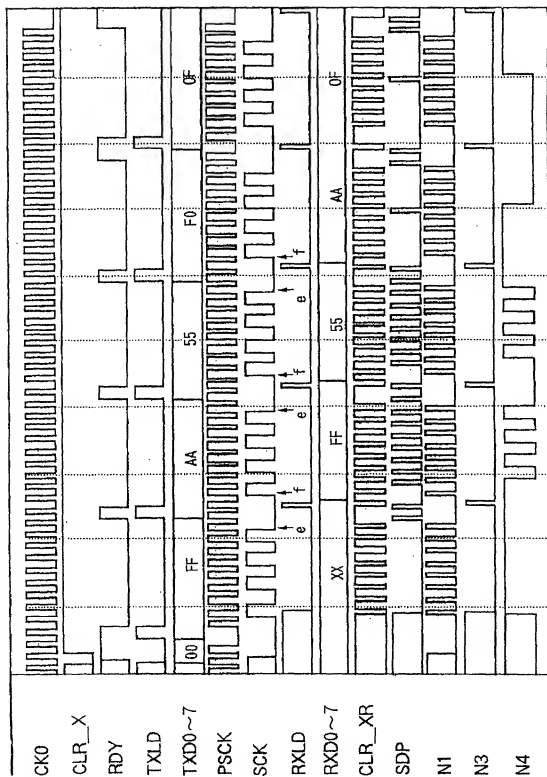 CK0
CLR_X
RDY
TXLD
TXD0~7 00 FF AA 55 F0 0F
PSCK
SCK e f e f e f
RXLD
RXD0~7 XX FF 55 AA 0F
CLR_XR
SDP
N1
N3
N4